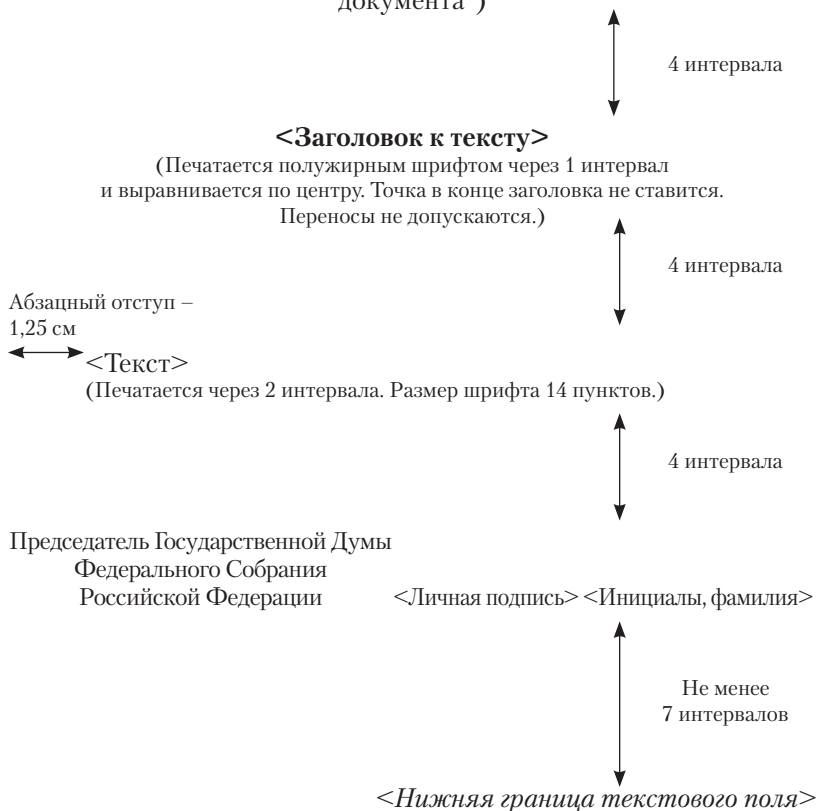 документа*)
4 интервала
<Заголовок к тексту>
(Печатается полужирным шрифтом через 1 интервал
и выравнивается по центру. Точка в конце заголовка не ставится.
Переносы не допускаются.)
4 интервала
Абзацный отступ –
1,25 см
<Текст>
(Печатается через 2 интервала. Размер шрифта 14 пунктов.)
4 интервала
Председатель Государственной Думы
Федерального Собрания
Российской Федерации <Личная подпись> <Инициалы, фамилия>
Не менее
7 интервалов
<Нижняя граница текстового поля>